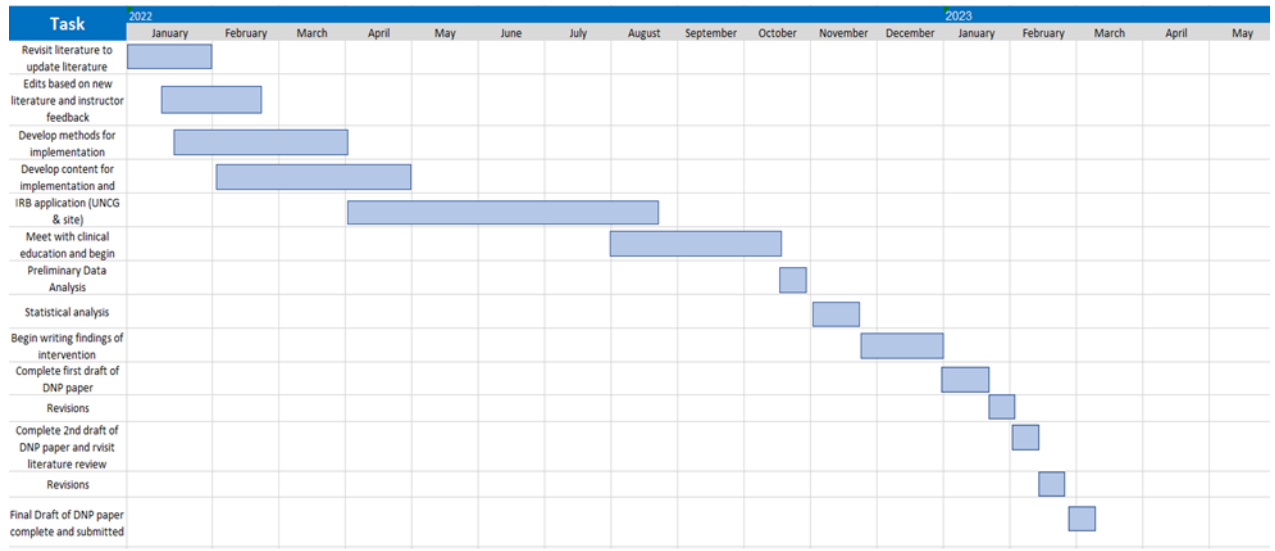 Task
2022
2023
January February March April May June July August September October November December January February March April May
Revisit literature to
update literature
Edits based on new
literature and instructor
feedback
Develop methods for
implementation
Develop content for
implementation and
IRB application (UNCG
& site)
Meet with clinical
education and begin
Preliminary Data
Analysis
Statistical analysis
Begin writing findings of
intervention
Complete first draft of
DNP paper
Revisions
Complete 2nd draft of
DNP paper and rvisit
literature review
Revisions
Final Draft of DNP paper
complete and submitted